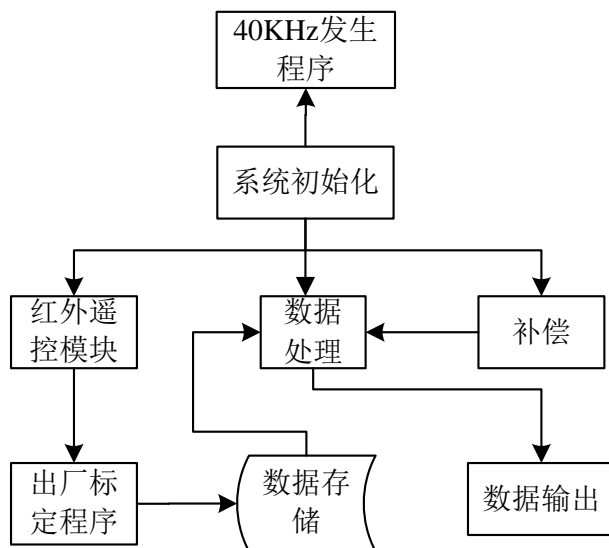 40KHz发生
程序
系统初始化
红外遥
控模块
数据
处理
补偿
出厂标
定程序
数据存
储
数据输出